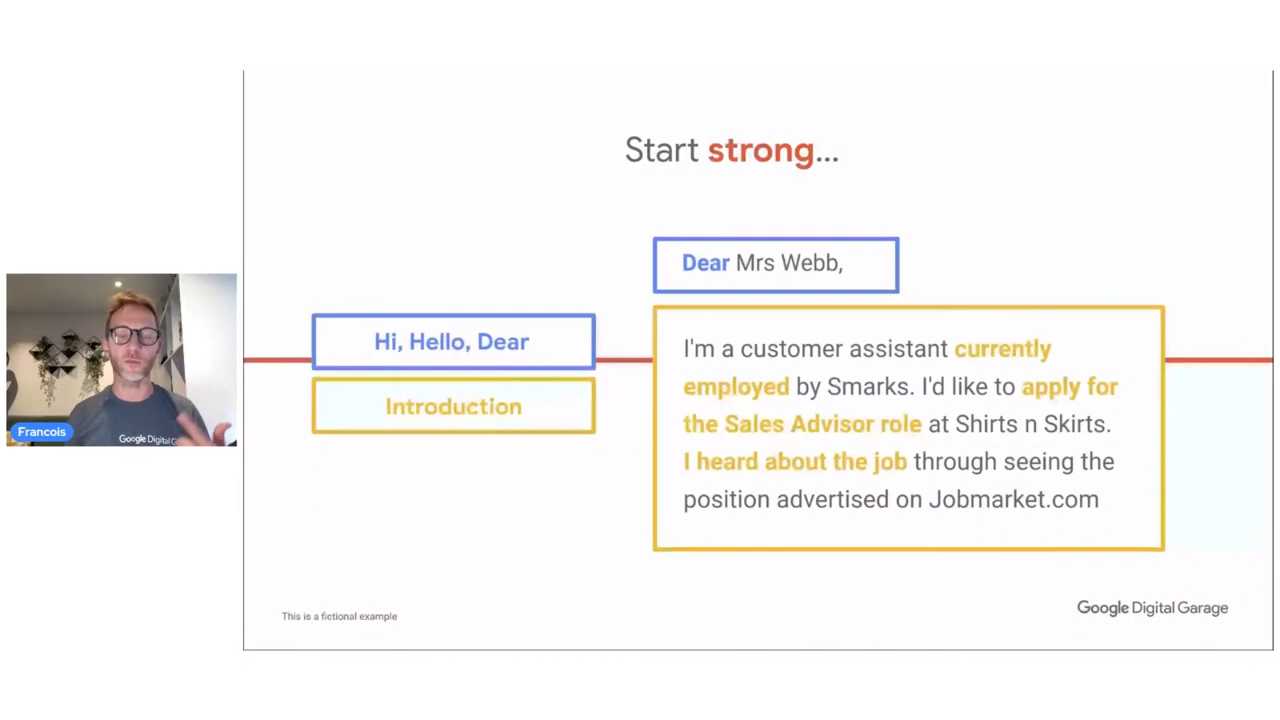 Start strong...
Dear Mrs Webb,
Hi, Hello, Dear
Introduction
I'm a customer assistant currently
employed by Smarks. I'd like to apply for
the Sales Advisor role at Shirts n Skirts.
I heard about the job through seeing the
position advertised on Jobmarket.com
Francois
Google Digital
This is a fictional example
Google Digital Garage